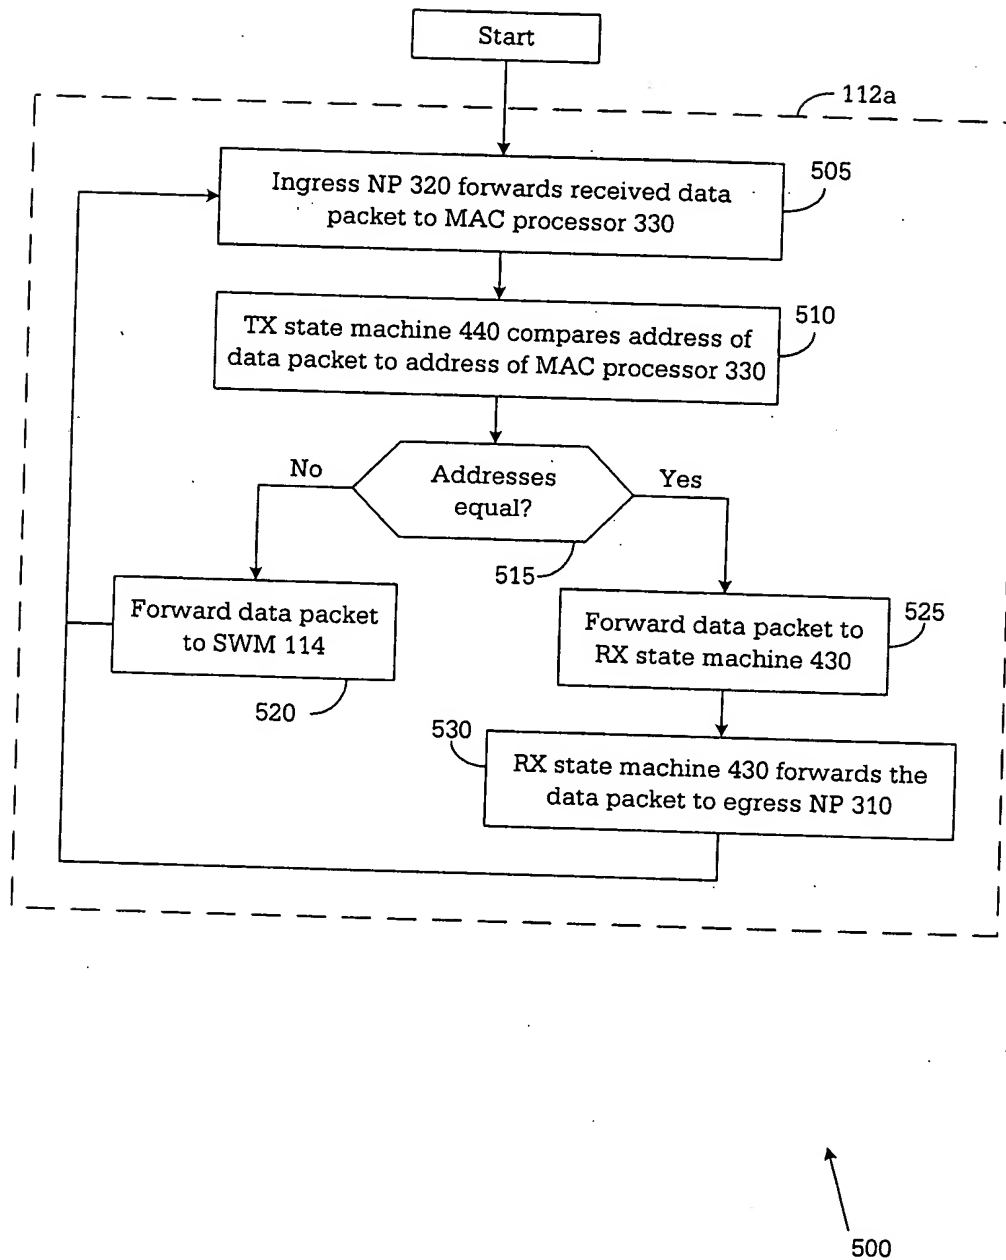 Start
112a
Ingress NP 320 forwards received data
packet to MAC processor 330
505
TX state machine 440 compares address of
data packet to address of MAC processor 330
510
No
Addresses
equal?
Yes
515
Forward data packet
to SWM 114
520
Forward data packet to
RX state machine 430
525
530
RX state machine 430 forwards the
data packet to egress NP 310
500